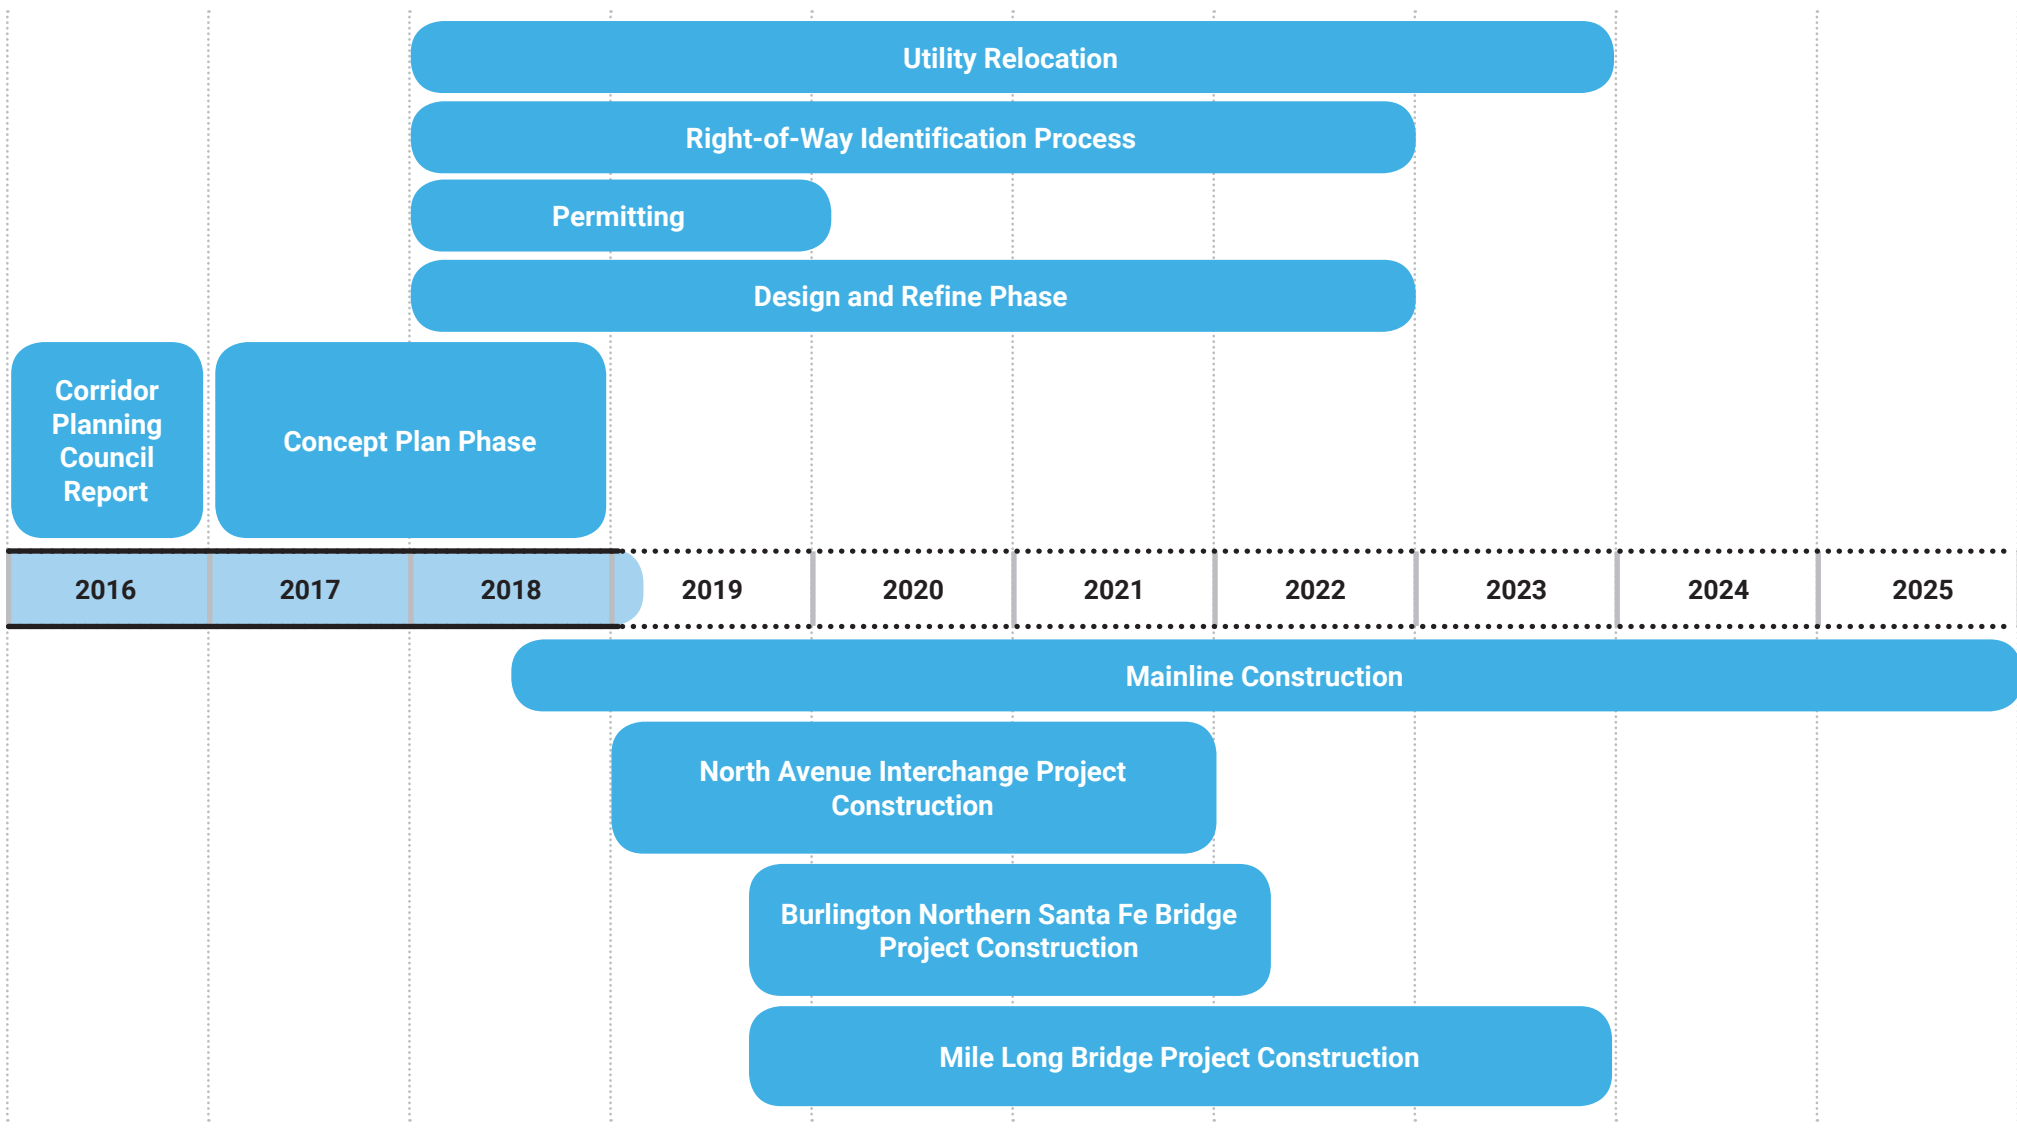 Utility Relocation
Right-of-Way Identification Process
Permitting
Design and Refine Phase
Corridor
Planning
Council
Report
Concept Plan Phase
2016 2017 2018 2019 2020 2021 2022 2023 2024 2025
Mainline Construction
North Avenue Interchange Project
Construction
Burlington Northern Santa Fe Bridge
Project Construction
Mile Long Bridge Project Construction